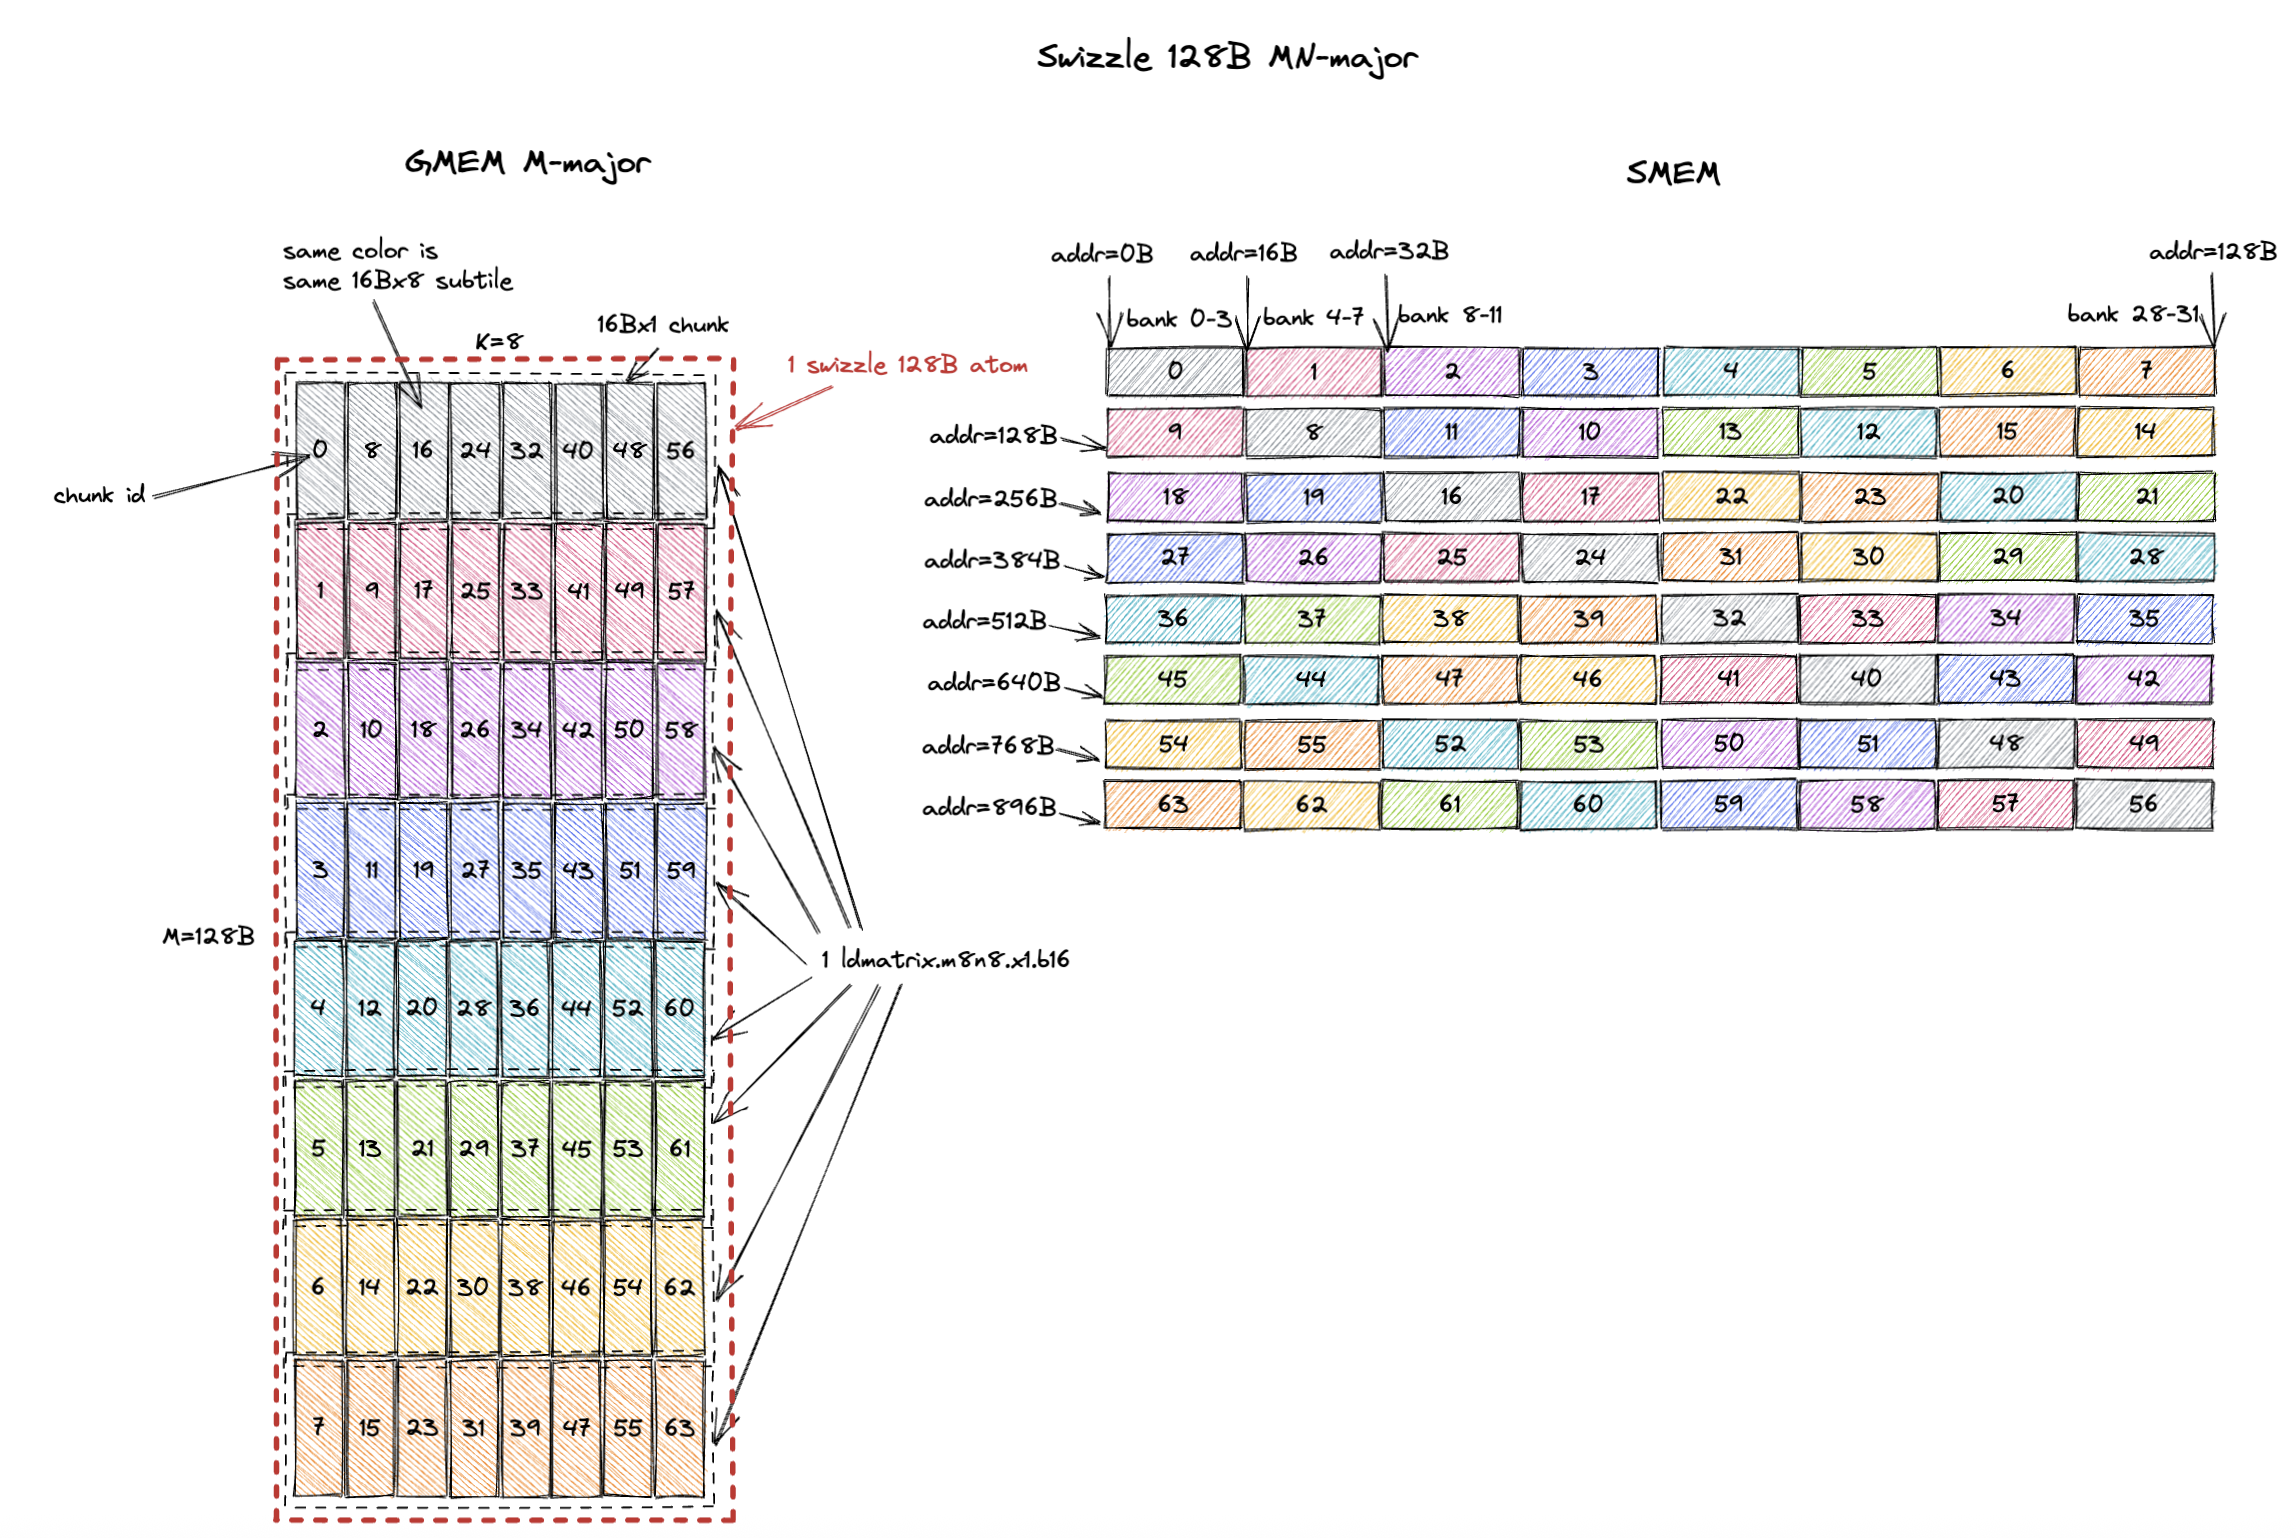 Swizzle 128B MN-major
GMEM M-major
same color is
same 16Bx8 subtile
16Bx1 chunk
K=8
1 swizzle 128B atom
chunk id
M=128B
1 ldmatrix.m8n8.x1.b16
0 8 16 24 32 40 48 56
1 9 17 25 33 41 49 57
2 10 18 26 34 42 50 58
3 11 19 27 35 43 51 59
4 12 20 28 36 44 52 60
5 13 21 29 37 45 53 61
6 14 22 30 38 46 54 62
7 15 23 31 39 47 55 63
SMEM
addr=0B addr=16B addr=32B addr=128B
bank 0-3 bank 4-7 bank 8-11 bank 28-31
0 1 2 3 4 5 6 7
addr=128B 9 8 11 10 13 12 15 14
addr=256B 18 19 16 17 22 23 20 21
addr=384B 27 26 25 24 31 30 29 28
addr=512B 36 37 38 39 32 33 34 35
addr=640B 45 44 47 46 41 40 43 42
addr=768B 54 55 52 53 50 51 48 49
addr=896B 63 62 61 60 59 58 57 56